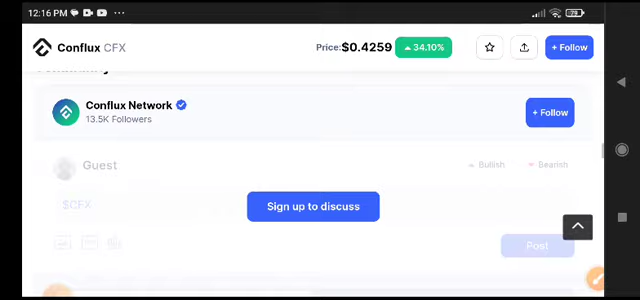 12:16 PM
79
Conflux CFX
Price:$0.4259
34.10%
+ Follow
Conflux Network
13.5K Followers
+ Follow
Guest
Bullish
Bearish
$CFX
Sign up to discuss
Post